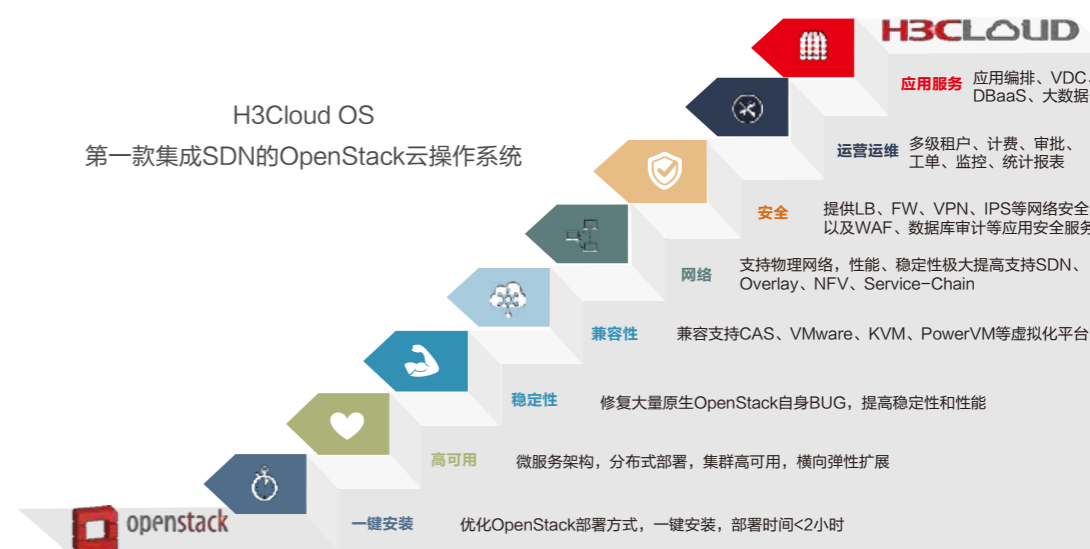 H3CLOUD
应用服务 应用编排、VDC、
DBaaS、大数据
H3Cloud OS
第一款集成SDN的OpenStack云操作系统
运营运维 多级租户、计费、审批、
工单、监控、统计报表
安全 提供LB、FW、VPN、IPS等网络安全
以及WAF、数据库审计等应用安全服务
网络 支持物理网络，性能、稳定性极大提高支持SDN、
Overlay、NFV、Service-Chain
兼容性 兼容支持CAS、VMware、KVM、PowerVM等虚拟化平台
稳定性 修复大量原生OpenStack自身BUG，提高稳定性和性能
高可用 微服务架构，分布式部署，集群高可用，横向弹性扩展
openstack
一键安装 优化OpenStack部署方式，一键安装，部署时间<2小时